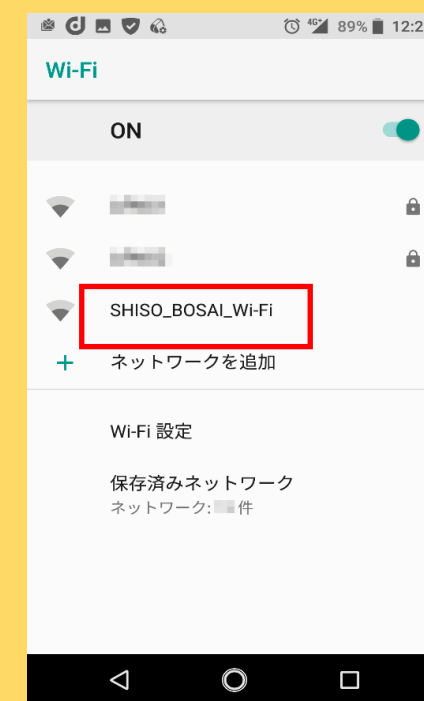 4G+ 89% 12:2
Wi-Fi
ON
SHISO_BOSAI_Wi-Fi
+ ネットワークを追加
Wi-Fi 設定
保存済みネットワーク
ネットワーク: 件